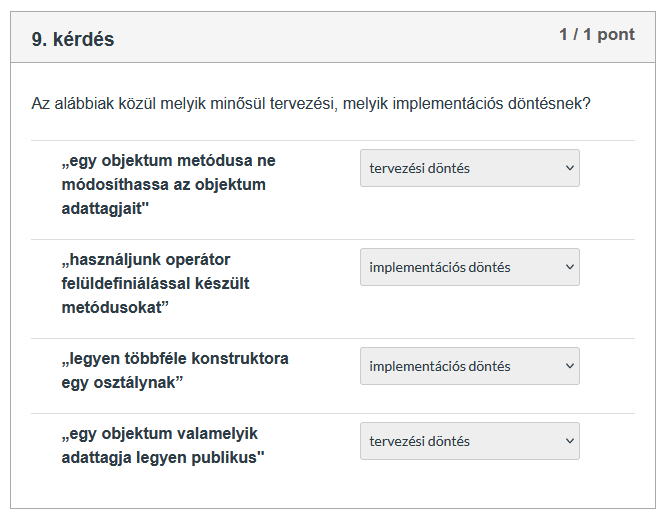 9. kérdés
1 / 1 pont
Az alábbiak közül melyik minősül tervezési, melyik implementációs döntésnek?
„egy objektum metódusa ne
módosíthassa az objektum
adattagjait"
tervezési döntés
„használjunk operátor
felüldefiniálással készült
metódusokat”
implementációs döntés
„legyen többféle konstruktora
egy osztálynak”
implementációs döntés
„egy objektum valamelyik
adattagja legyen publikus"
tervezési döntés